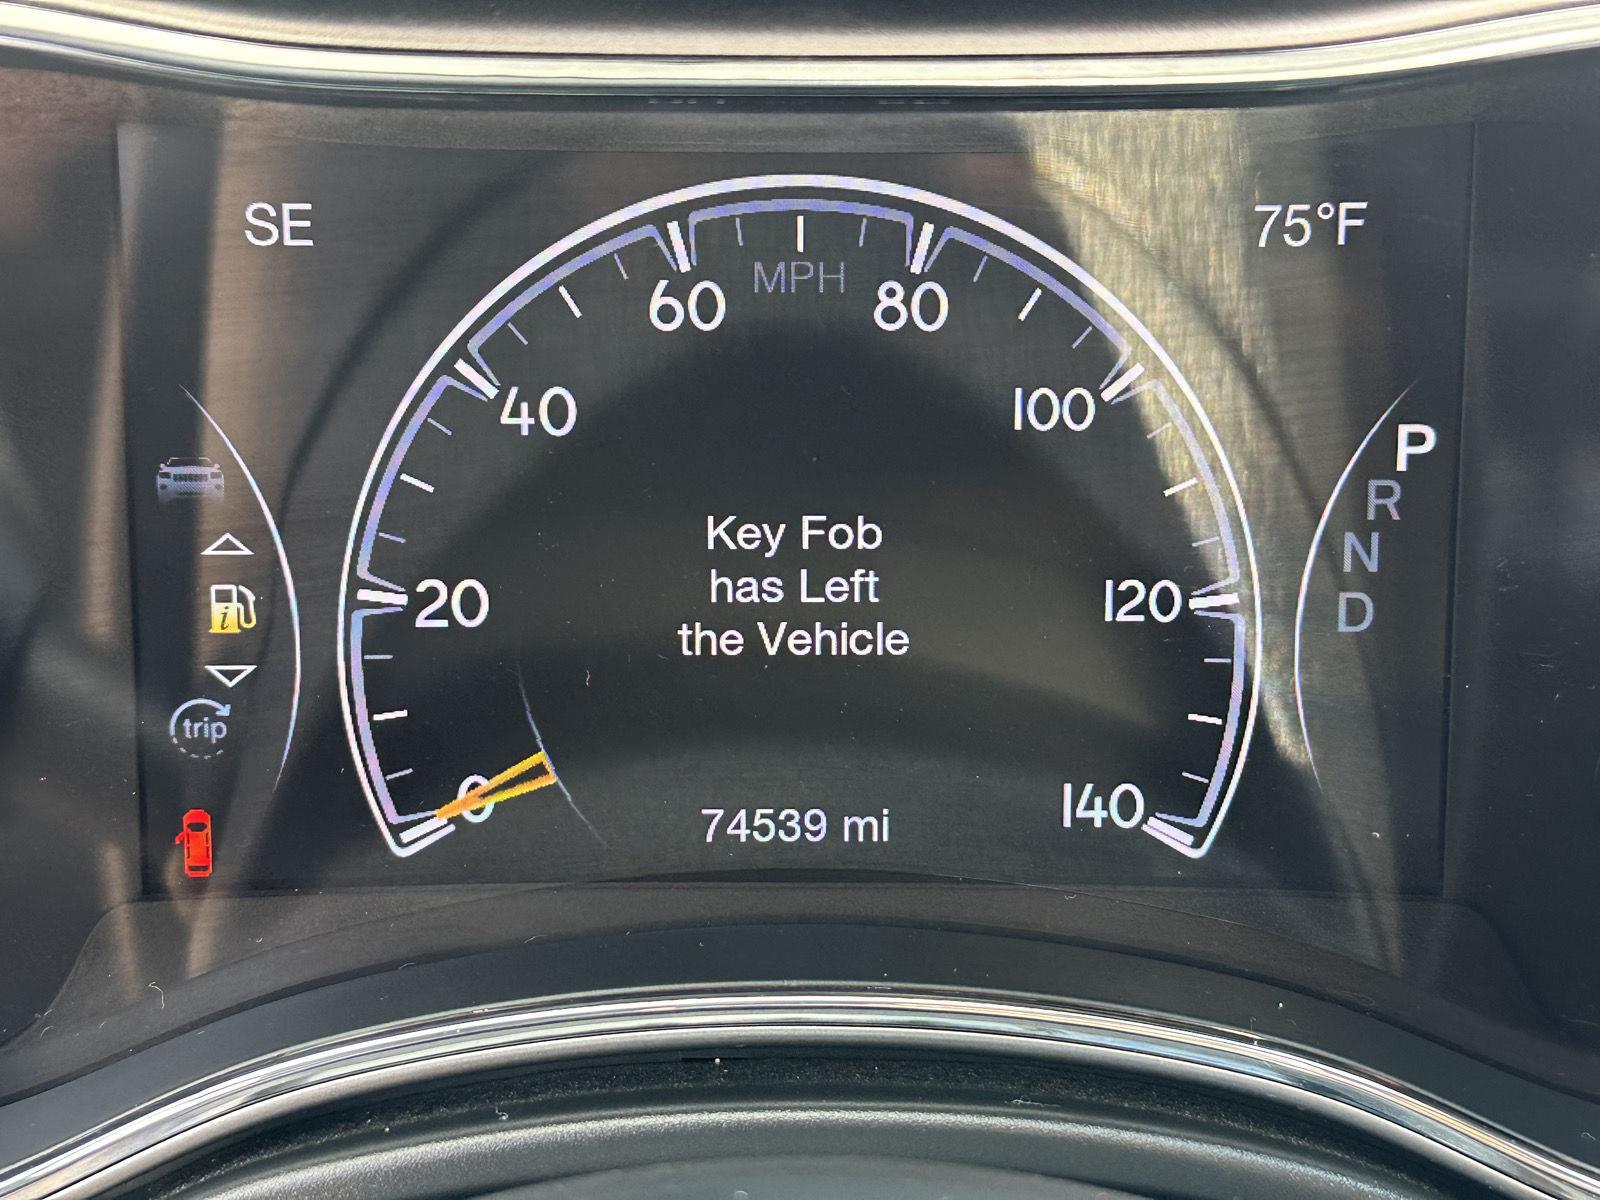 SE
75°F
MPH
60
80
40
100
P
R
N
D
Key Fob
has Left
the Vehicle
20
120
i
trip
0
140
74539 mi